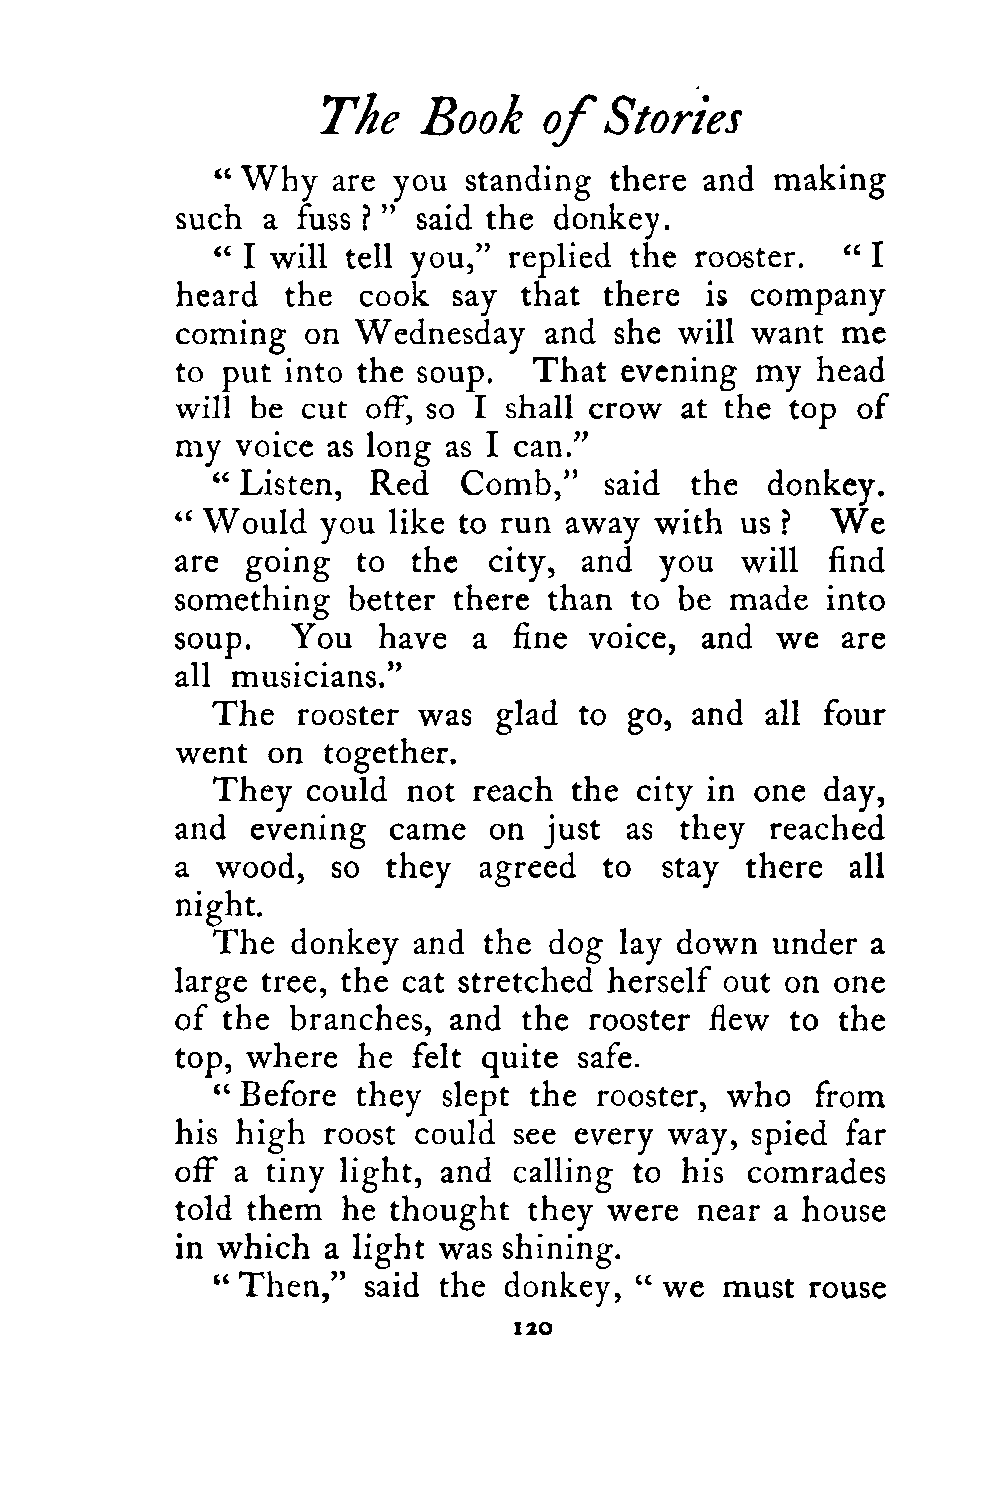 The Book of Stories
“ Why are you standing there and making
such a fuss ? ” said the donkey.
“ I will tell you,” replied the rooster. “ I
heard the cook say that there is company
coming on Wednesday and she will want me
to put into the soup. That evening my head
will be cut off, so I shall crow at the top of
my voice as long as I can.”
“ Listen, Red Comb,” said the donkey.
“ Would you like to run away with us ? We
are going to the city, and you will find
something better there than to be made into
soup. You have a fine voice, and we are
all musicians.”
The rooster was glad to go, and all four
went on together.
They could not reach the city in one day,
and evening came on just as they reached
a wood, so they agreed to stay there all
night.
The donkey and the dog lay down under a
large tree, the cat stretched herself out on one
of the branches, and the rooster flew to the
top, where he felt quite safe.
“ Before they slept the rooster, who from
his high roost could see every way, spied far
off a tiny light, and calling to his comrades
told them he thought they were near a house
in which a light was shining.
“ Then,” said the donkey, “ we must rouse
120